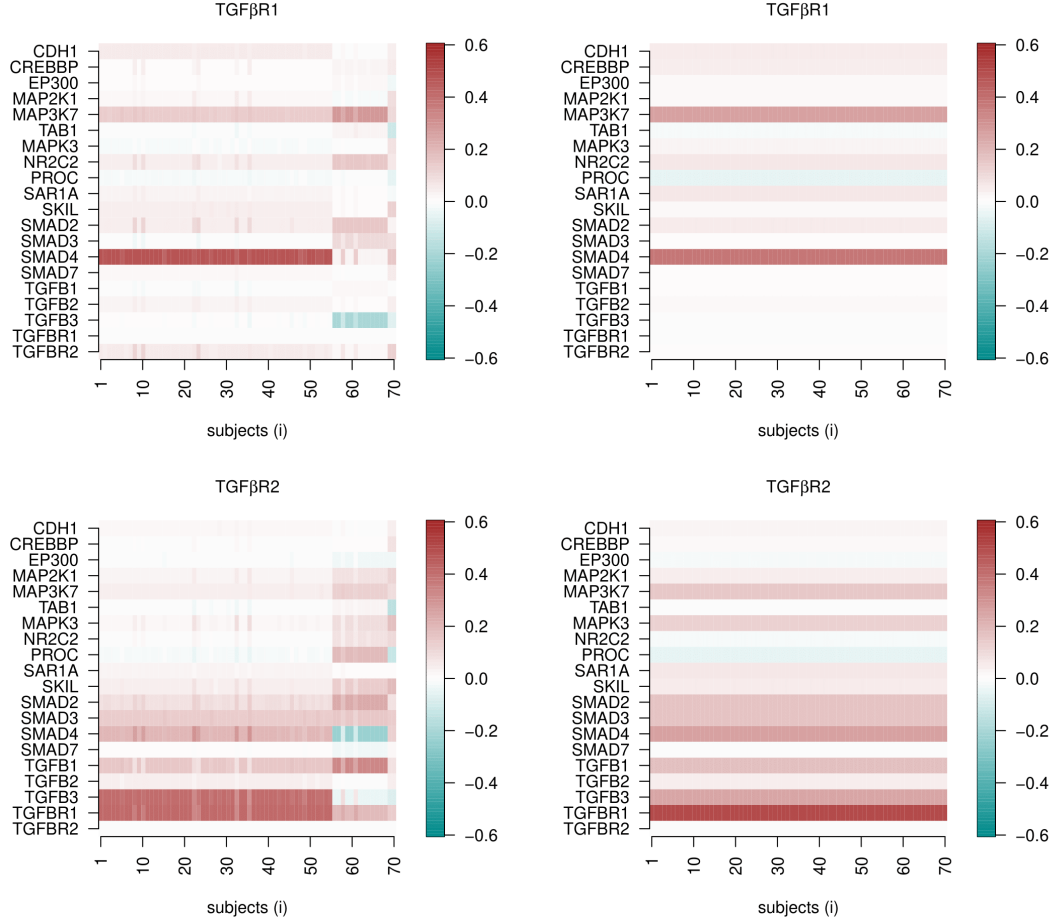 TGFβR1
CDH1
CREBBP
EP300
MAP2K1
MAP3K7
TAB1
MAPK3
NR2C2
PROC
SAR1A
SKIL
SMAD2
SMAD3
SMAD4
SMAD7
TGFB1
TGFB2
TGFB3
TGFBR1
TGFBR2
1 10 20 30 40 50 60 70
subjects (i)
0.6
0.4
0.2
0.0
−0.2
−0.4
−0.6
TGFβR1
CDH1
CREBBP
EP300
MAP2K1
MAP3K7
TAB1
MAPK3
NR2C2
PROC
SAR1A
SKIL
SMAD2
SMAD3
SMAD4
SMAD7
TGFB1
TGFB2
TGFB3
TGFBR1
TGFBR2
1 10 20 30 40 50 60 70
subjects (i)
0.6
0.4
0.2
0.0
−0.2
−0.4
−0.6
TGFβR2
CDH1
CREBBP
EP300
MAP2K1
MAP3K7
TAB1
MAPK3
NR2C2
PROC
SAR1A
SKIL
SMAD2
SMAD3
SMAD4
SMAD7
TGFB1
TGFB2
TGFB3
TGFBR1
TGFBR2
1 10 20 30 40 50 60 70
subjects (i)
0.6
0.4
0.2
0.0
−0.2
−0.4
−0.6
TGFβR2
CDH1
CREBBP
EP300
MAP2K1
MAP3K7
TAB1
MAPK3
NR2C2
PROC
SAR1A
SKIL
SMAD2
SMAD3
SMAD4
SMAD7
TGFB1
TGFB2
TGFB3
TGFBR1
TGFBR2
1 10 20 30 40 50 60 70
subjects (i)
0.6
0.4
0.2
0.0
−0.2
−0.4
−0.6